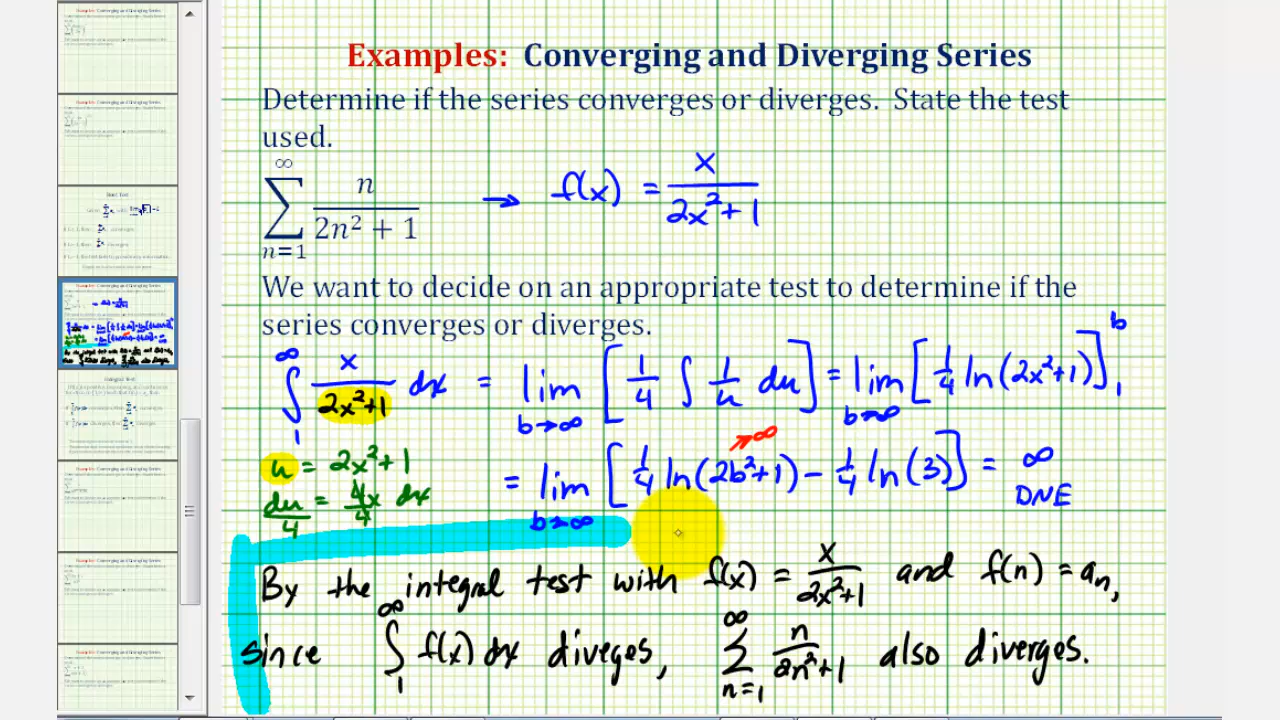 Examples: Converging and Diverging Series
Determine if the series converges or diverges. State the test
used.
∑_{n=1}^{∞} n/(2n² + 1) → f(x) = x/(2x²+1)
We want to decide on an appropriate test to determine if the
series converges or diverges.
∫_1^∞ x/(2x²+1) dx = lim_{b→∞} [1/4 ∫ 1/u du] = lim_{b→∞} [1/4 ln(2x²+1)]_1^b
u = 2x²+1
du/4 = 4x/4 dx
= lim_{b→∞} [1/4 ln(2b²+1) - 1/4 ln(3)] = ∞
→∞
DNE
By the integral test with f(x) = x/(2x²+1) and f(n) = aₙ,
since ∫_1^∞ f(x) dx diveges, ∑_{n=1}^{∞} n/(2n²+1) also diverges.